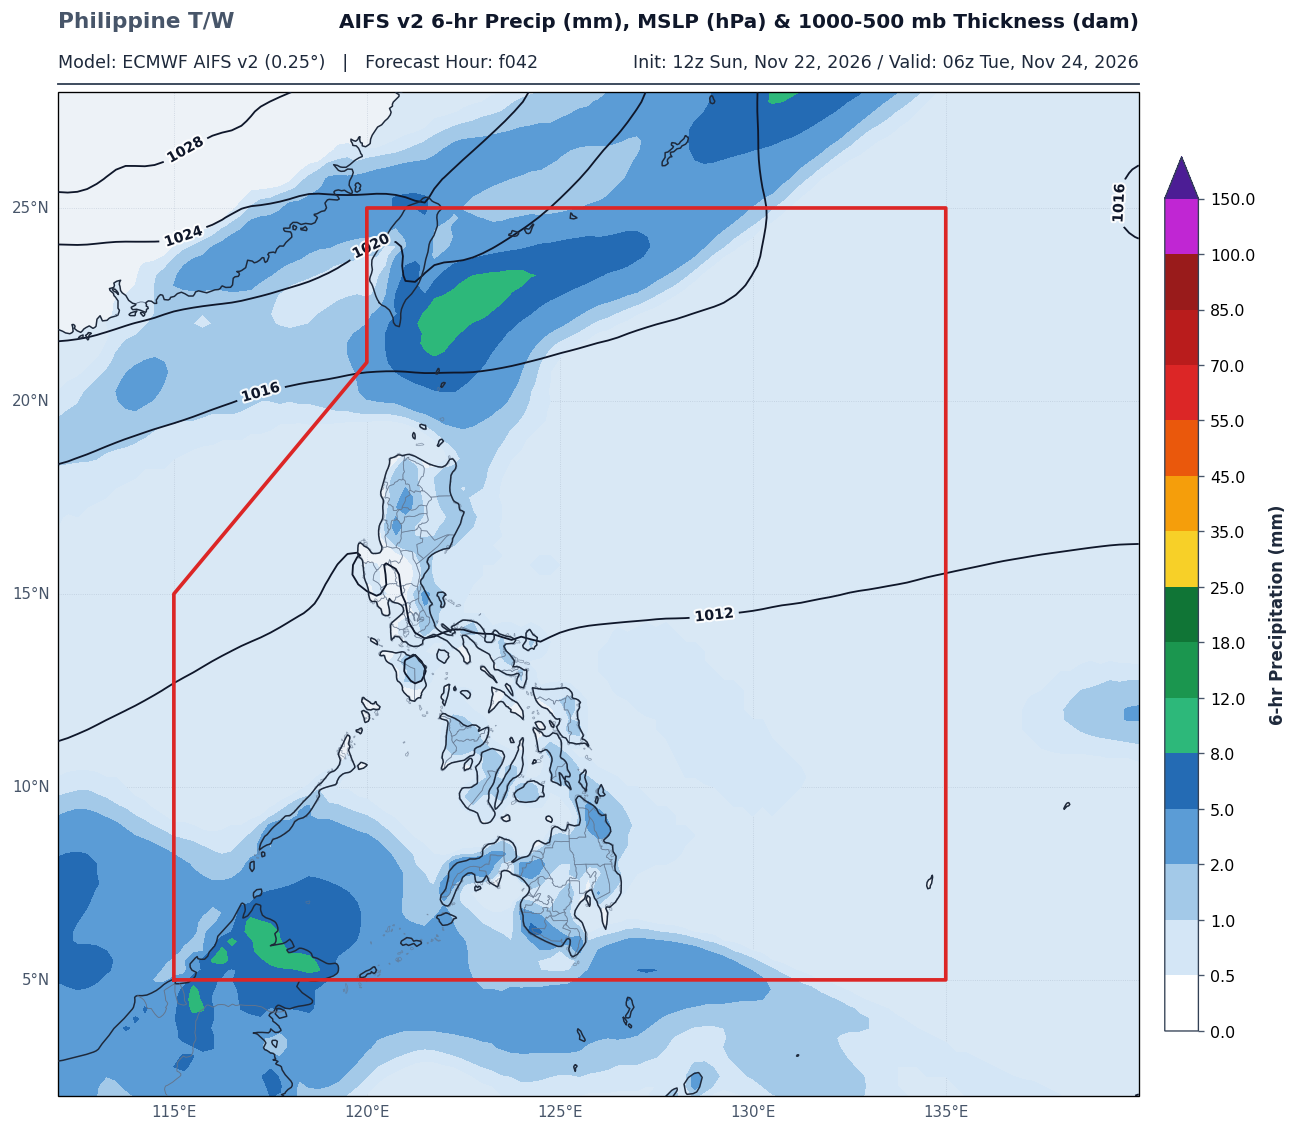 Philippine T/W
AIFS v2 6-hr Precip (mm), MSLP (hPa) & 1000-500 mb Thickness (dam)
Model: ECMWF AIFS v2 (0.25°) | Forecast Hour: f042
Init: 12z Sun, Nov 22, 2026 / Valid: 06z Tue, Nov 24, 2026
1028
1024
1020
1016
1016
1012
25°N
20°N
15°N
10°N
5°N
115°E
120°E
125°E
130°E
135°E
150.0
100.0
85.0
70.0
55.0
45.0
35.0
25.0
18.0
12.0
8.0
5.0
2.0
1.0
0.5
0.0
6-hr Precipitation (mm)